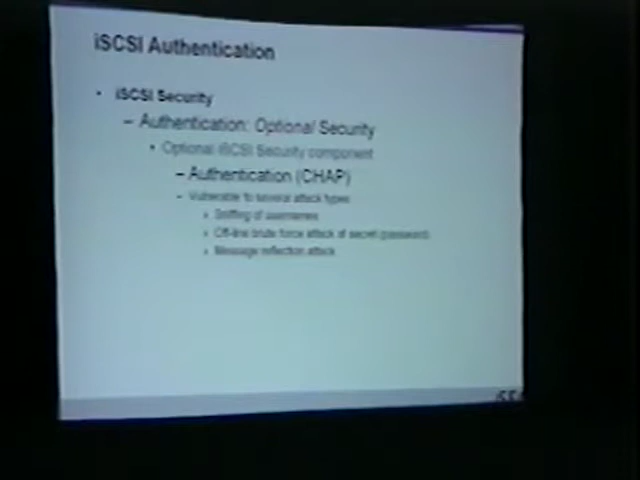 iSCSI Authentication
• iSCSI Security
– Authentication: Optional Security
• Optional iSCSI Security component
– Authentication (CHAP)
– Vulnerable to several attack types
• Sniffing of usernames
• Off-line brute force attack of secret (password)
• Message reflection attack